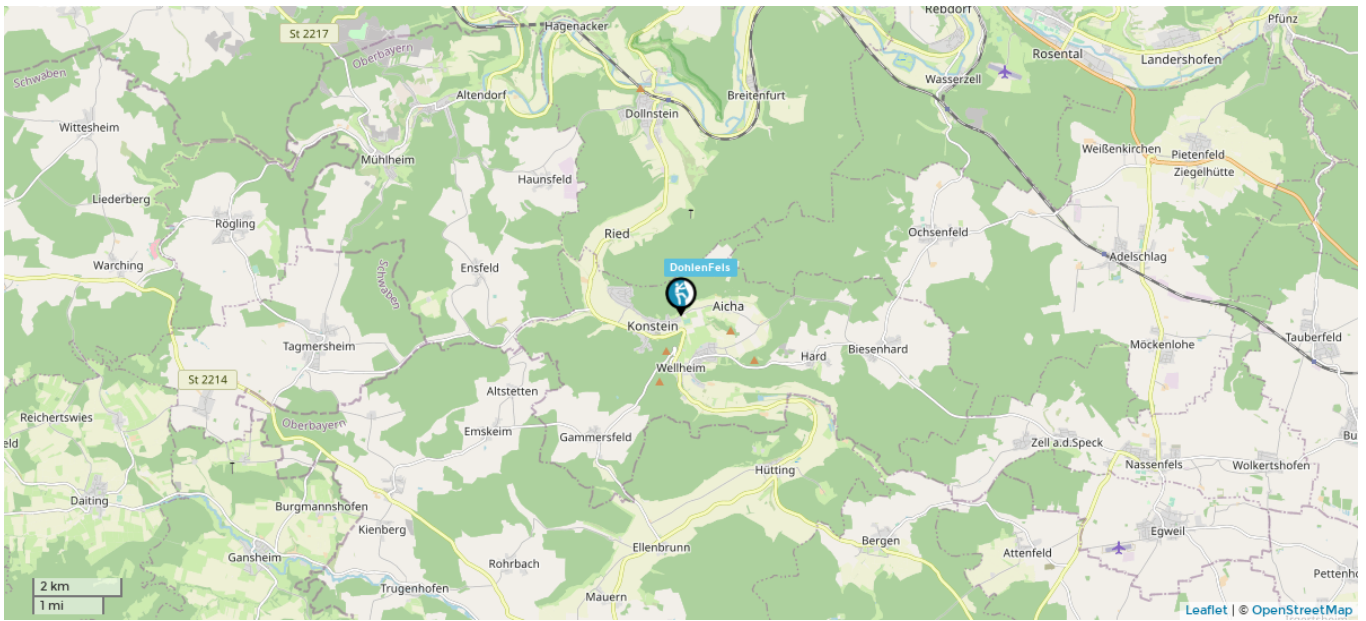 Rebdorf
Pfünz
Hagenacker
St 2217
Oberbayern
Rosental
Landershofen
Schwaben
Wasserzell
Altendorf
Breitenfurt
Dollnstein
Wittesheim
Mühlheim
Weißenkirchen
Pietenfeld
Haunsfeld
Ziegelhütte
Liederberg
Rögling
Ried
Ochsenfeld
Adelschlag
Warching
Ensfeld
DohlenFels
Schwaben
Aicha
Konstein
Tauberfeld
Tagmersheim
Hard
Biesenhard
Möckenlohe
Wellheim
St 2214
Altstetten
Reichertswies
Oberbayern
Emskeim
Gammersfeld
feld
Zell a.d.Speck
Bu
Nassenfels
Wolkertshofen
Hütting
Daiting
Burgmannshofen
Kienberg
Egweil
Bergen
Ellenbrunn
Attenfeld
Gansheim
Rohrbach
Pettenho
Trugenhofen
Mauern
2 km
1 mi
Leaflet | © OpenStreetMap